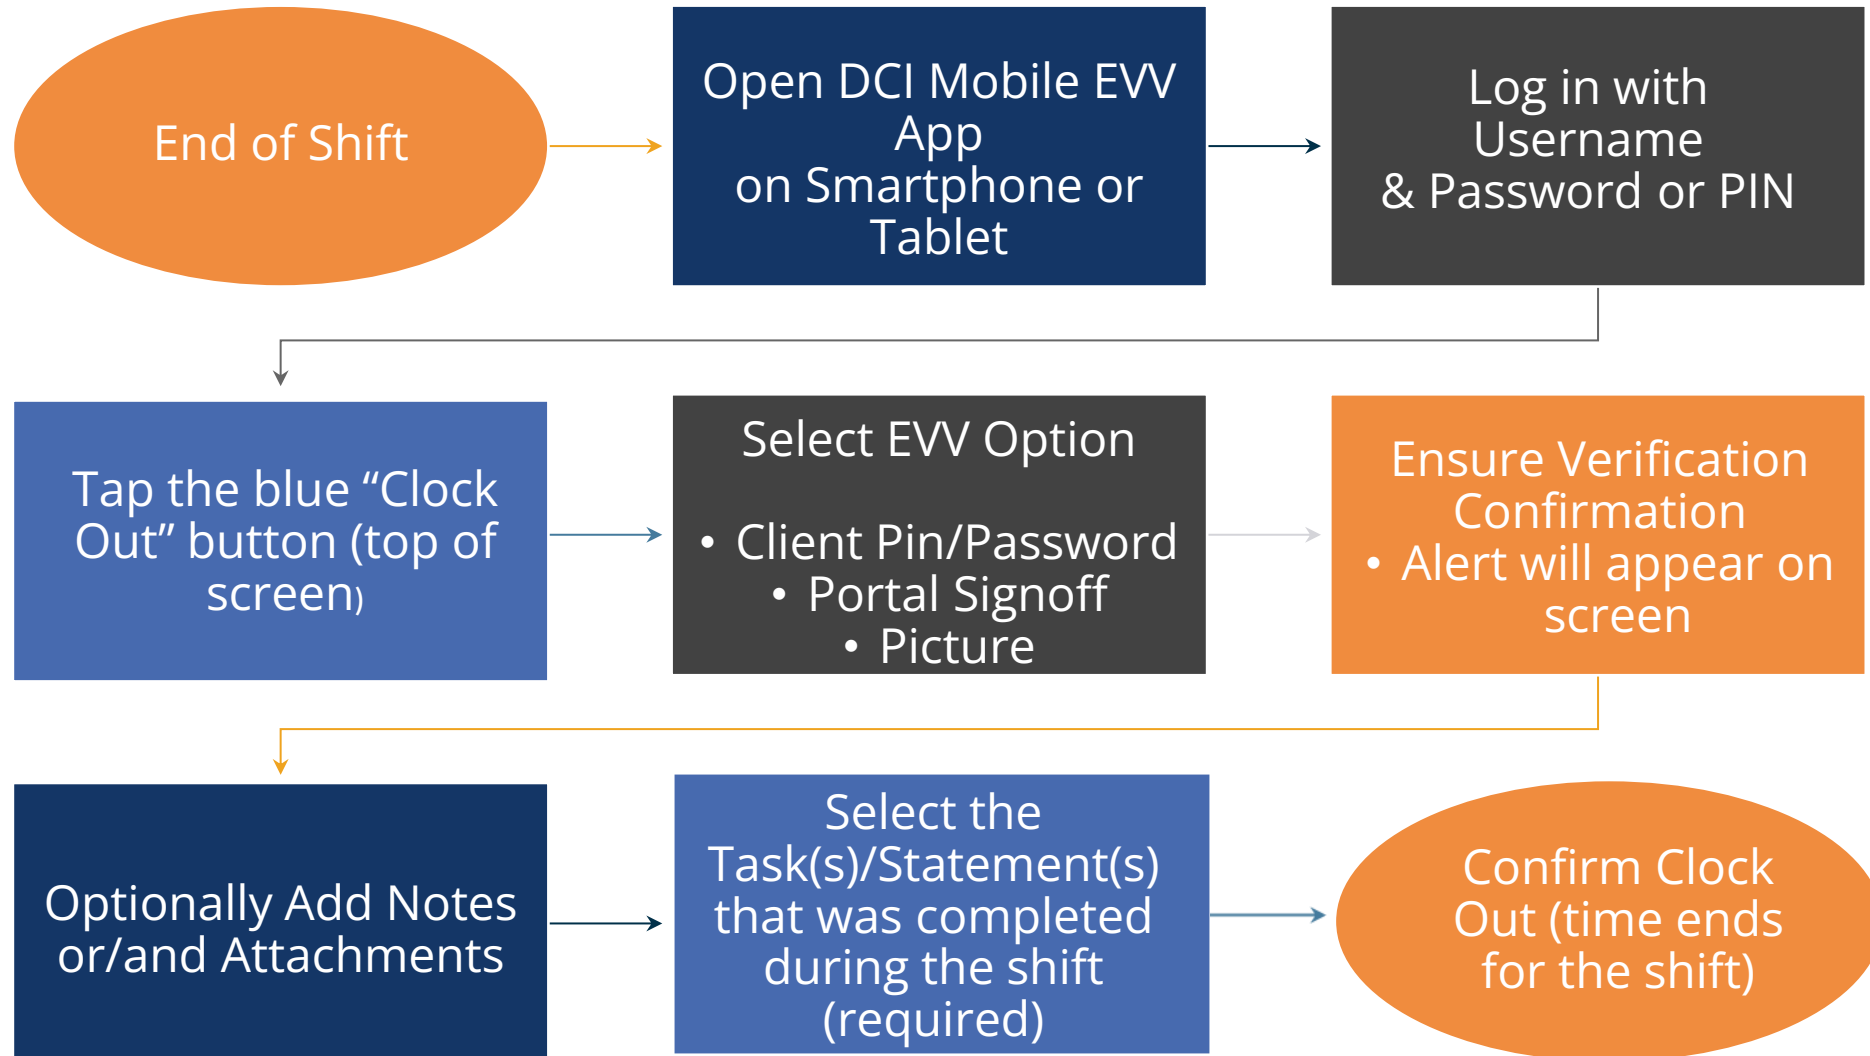 End of Shift
Open DCI Mobile EVV
App
on Smartphone or
Tablet
Log in with
Username
& Password or PIN
Tap the blue “Clock
Out” button (top of
screen)
Select EVV Option
• Client Pin/Password
• Portal Signoff
• Picture
Ensure Verification
Confirmation
• Alert will appear on
screen
Optionally Add Notes
or/and Attachments
Select the
Task(s)/Statement(s)
that was completed
during the shift
(required)
Confirm Clock
Out (time ends
for the shift)